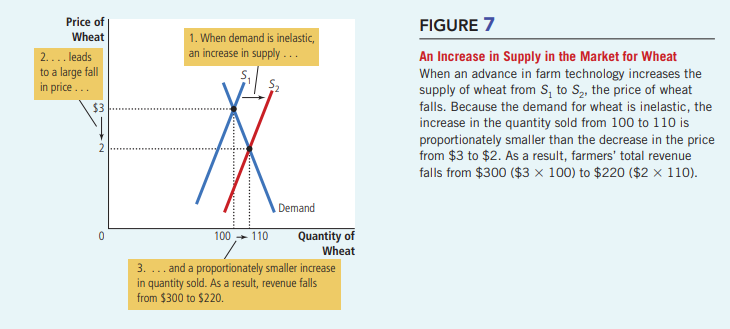 Price of
Wheat
1. When demand is inelastic,
an increase in supply . . .
2. . . . leads
to a large fall
in price . . .
S1
S2
$3
2
Demand
0
100
110
Quantity of
Wheat
3. . . . and a proportionately smaller increase
in quantity sold. As a result, revenue falls
from $300 to $220.
FIGURE 7
An Increase in Supply in the Market for Wheat
When an advance in farm technology increases the
supply of wheat from S1 to S2, the price of wheat
falls. Because the demand for wheat is inelastic, the
increase in the quantity sold from 100 to 110 is
proportionately smaller than the decrease in the price
from $3 to $2. As a result, farmers' total revenue
falls from $300 ($3 × 100) to $220 ($2 × 110).